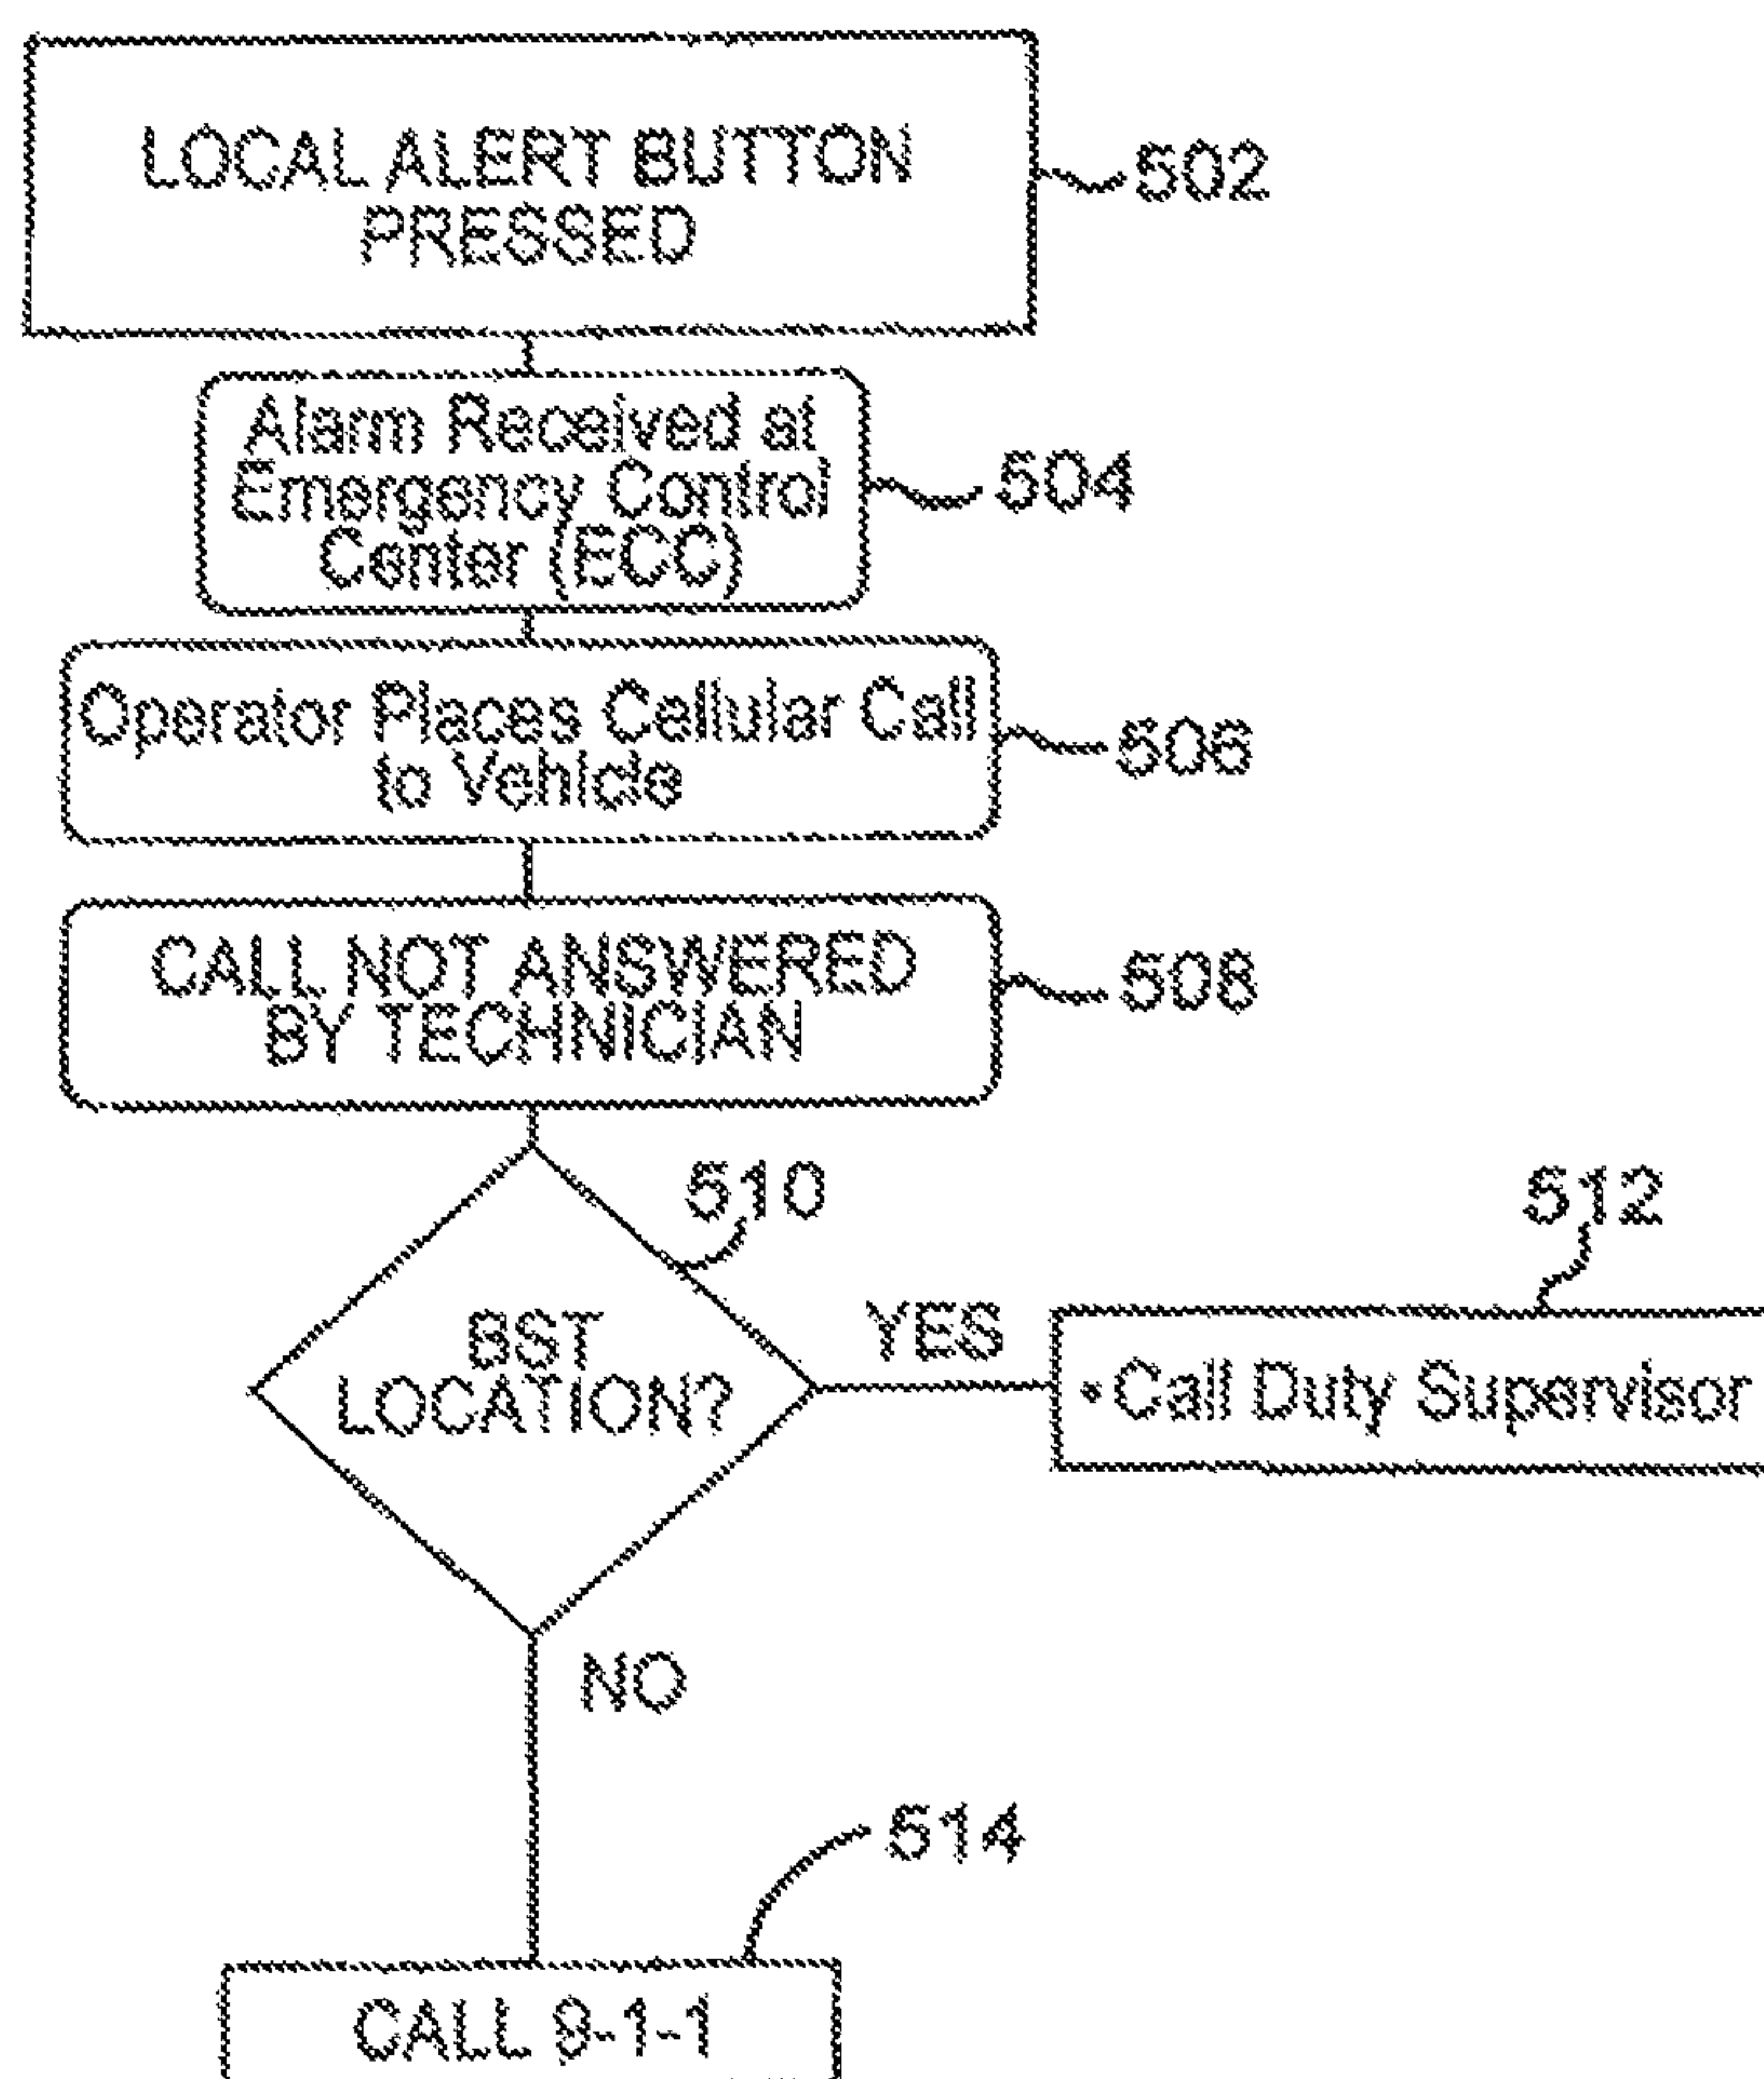 LOCAL ALERT BUTTON
PRESSED
502
Alarm Received at
Emergency Control
Center (ECC)
504
Operator Places Cellular Call
to Vehicle
506
CALL NOT ANSWERED
BY TECHNICIAN
508
510
512
BST
LOCATION?
YES
•Call Duty Supervisor
NO
514
CALL 9-1-1